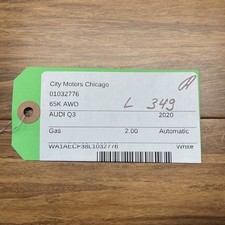 City Motors Chicago
01032776
65K AWD
L 349
AUDI Q3 2020
Gas 2.00 Automatic
WA1AECF38L1032776 White